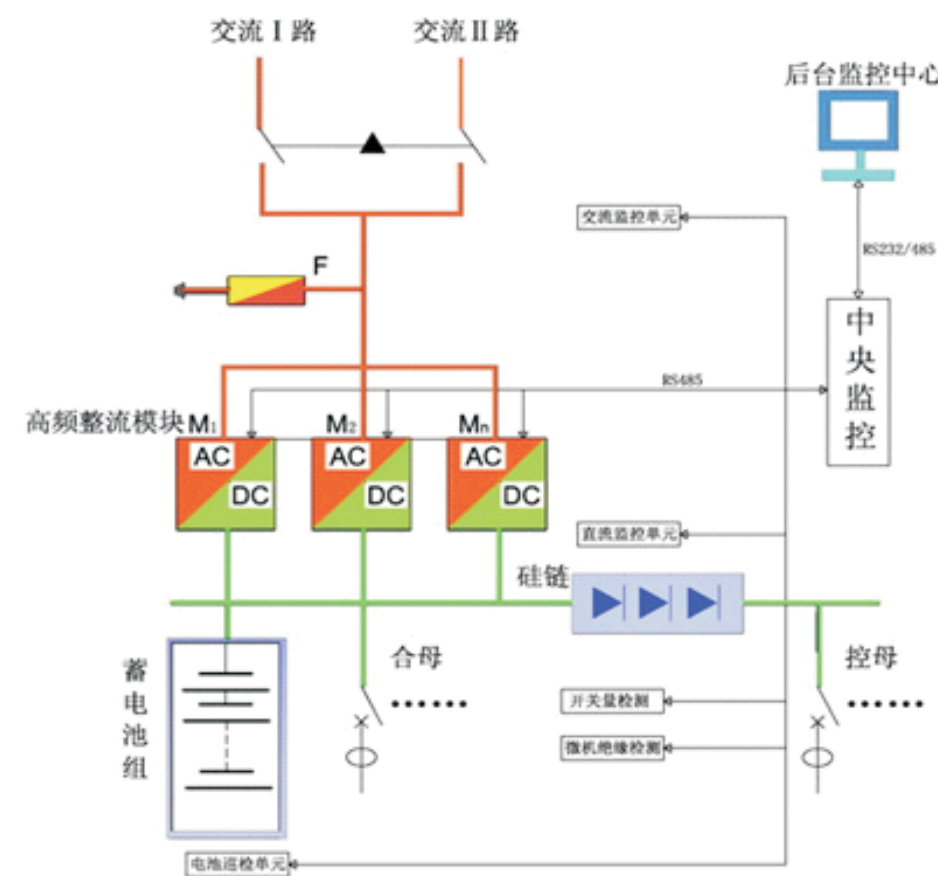 交流Ⅰ路
交流Ⅱ路
后台监控中心
交流监控单元
RS232/485
F
中央监控
RS485
高频整流模块
M1
M2
Mn
AC
DC
AC
DC
AC
DC
直流监控单元
硅链
蓄电池组
合母
......
控母
......
开关量检测
微机绝缘检测
电池巡检单元